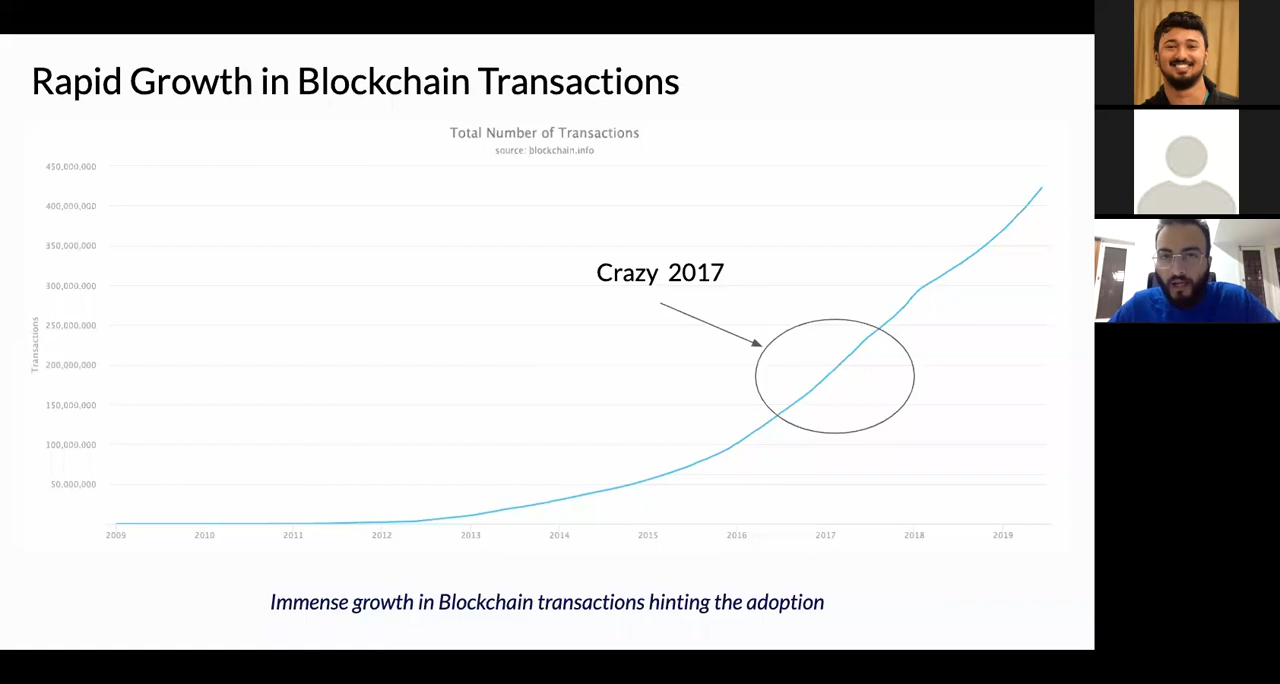 Rapid Growth in Blockchain Transactions
Total Number of Transactions
source: blockchain.info
450,000,000
400,000,000
350,000,000
300,000,000
250,000,000
200,000,000
150,000,000
100,000,000
50,000,000
Transactions
Crazy 2017
2009 2010 2011 2012 2013 2014 2015 2016 2017 2018 2019
Immense growth in Blockchain transactions hinting the adoption